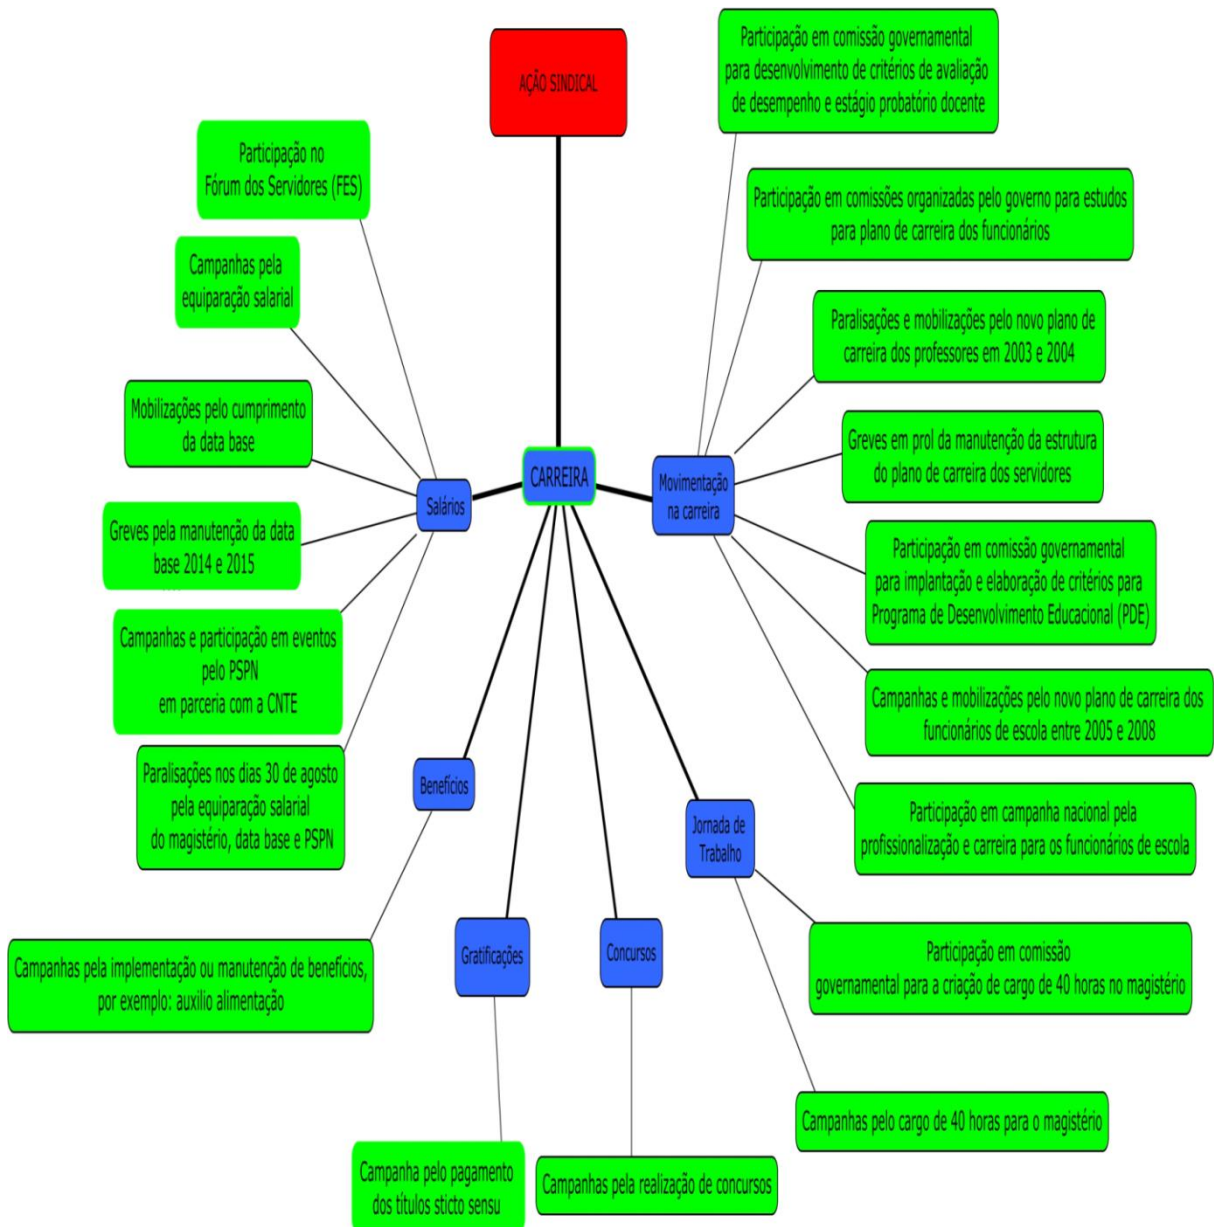 AÇÃO SINDICAL
Participação em comissão governamental
para desenvolvimento de critérios de avaliação
de desempenho e estágio probatório docente
Participação no
Fórum dos Servidores (FES)
Participação em comissões organizadas pelo governo para estudos
para plano de carreira dos funcionários
Campanhas pela
equiparação salarial
Paralisações e mobilizações pelo novo plano de
carreira dos professores em 2003 e 2004
Mobilizações pelo cumprimento
da data base
Greves em prol da manutenção da estrutura
do plano de carreira dos servidores
CARREIRA
Salários
Movimentação
na carreira
Greves pela manutenção da data
base 2014 e 2015
Participação em comissão governamental
para implantação e elaboração de critérios para
Programa de Desenvolvimento Educacional (PDE)
Campanhas e participação em eventos
pelo PSPN
em parceria com a CNTE
Campanhas e mobilizações pelo novo plano de carreira dos
funcionários de escola entre 2005 e 2008
Paralisações nos dias 30 de agosto
pela equiparação salarial
do magistério, data base e PSPN
Benefícios
Participação em campanha nacional pela
profissionalização e carreira para os funcionários de escola
Jornada de
Trabalho
Gratificações
Concursos
Campanhas pela implementação ou manutenção de benefícios,
por exemplo: auxilio alimentação
Participação em comissão
governamental para a criação de cargo de 40 horas no magistério
Campanhas pelo cargo de 40 horas para o magistério
Campanha pelo pagamento
dos títulos sticto sensu
Campanhas pela realização de concursos